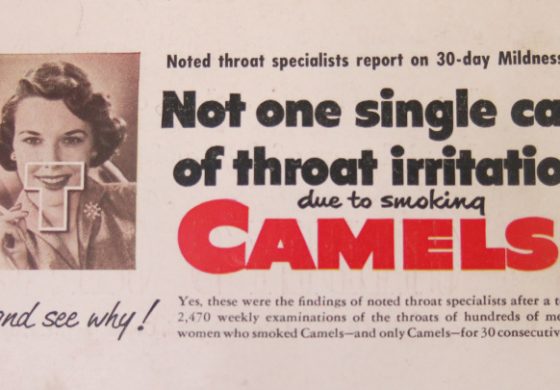 Noted throat specialists report on 30-day Mildness
Not one single ca
of throat irritatio
due to smoking
CAMELS
T
and see why!
Yes, these were the findings of noted throat specialists after a t
2,470 weekly examinations of the throats of hundreds of me
women who smoked Camels—and only Camels—for 30 consecutiv